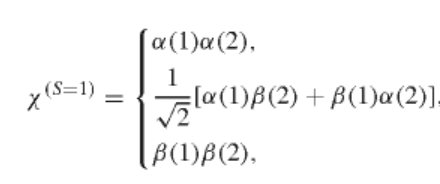 α(1)α(2),
χ^(S=1) = { 1/√2 [α(1)β(2) + β(1)α(2)],
β(1)β(2),